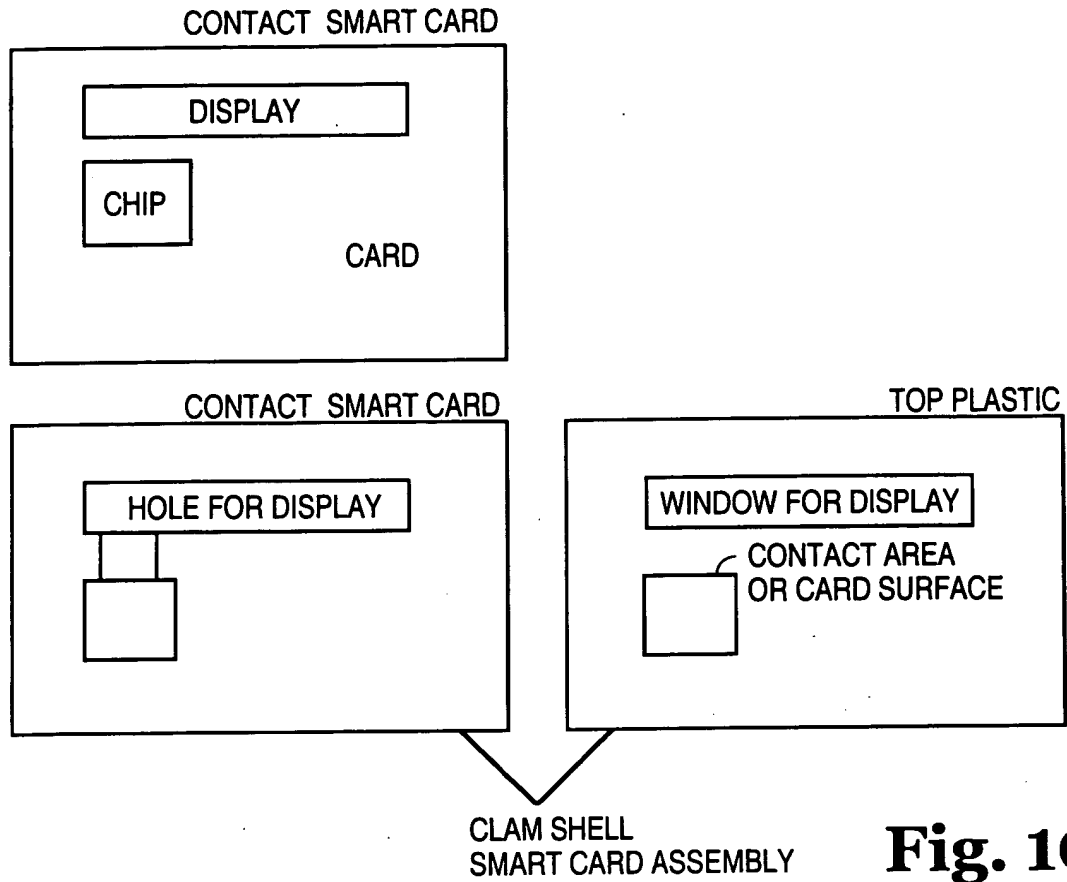 CONTACT SMART CARD
DISPLAY
CHIP
CARD
CONTACT SMART CARD
HOLE FOR DISPLAY
TOP PLASTIC
WINDOW FOR DISPLAY
CONTACT AREA
OR CARD SURFACE
CLAM SHELL
SMART CARD ASSEMBLY
Fig.